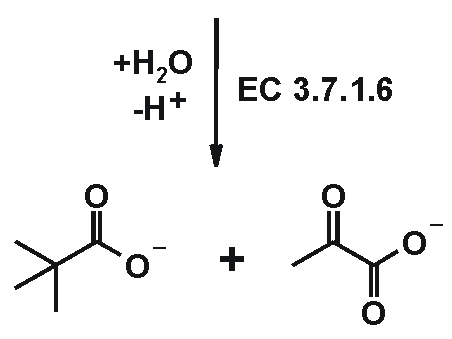 +H₂O
-H⁺
EC 3.7.1.6
O
O⁻
+
O
O⁻
O